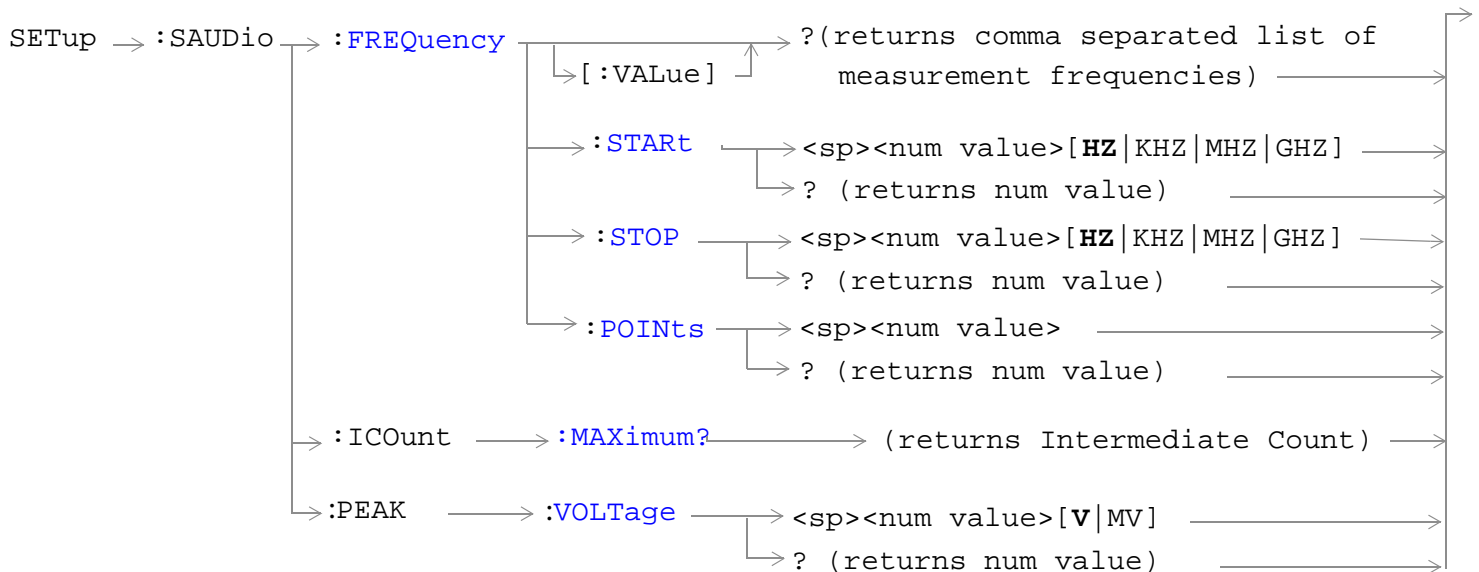 SETup :SAUDio :FREQuency ?(returns comma separated list of
[:VALue] measurement frequencies)
:STARt <sp><num value>[HZ|KHZ|MHZ|GHZ]
? (returns num value)
:STOP <sp><num value>[HZ|KHZ|MHZ|GHZ]
? (returns num value)
:POINts <sp><num value>
? (returns num value)
:ICOunt :MAXimum? (returns Intermediate Count)
:PEAK :VOLTage <sp><num value>[V|MV]
? (returns num value)